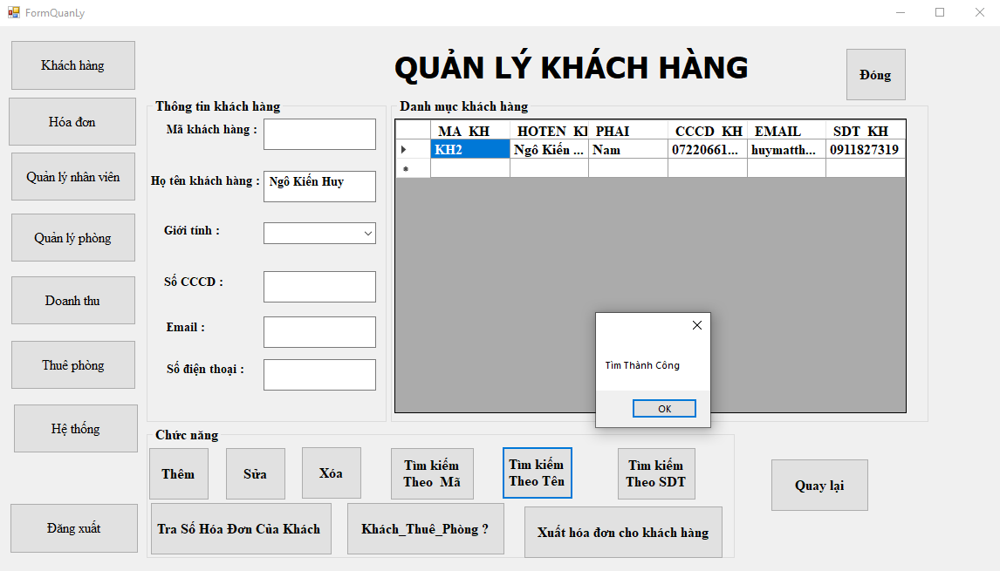 FormQuanLy
Khách hàng
Hóa đơn
Quản lý nhân viên
Quản lý phòng
Doanh thu
Thuê phòng
Hệ thống
Đăng xuất
QUẢN LÝ KHÁCH HÀNG
Đóng
Thông tin khách hàng
Mã khách hàng :
Họ tên khách hàng : Ngô Kiến Huy
Giới tính :
Số CCCD :
Email :
Số điện thoại :
Danh mục khách hàng
MA_KH HOTEN_KH PHAI CCCD_KH EMAIL SDT_KH
KH2 Ngô Kiến ... Nam 07220661... huymatth... 0911827319
Tìm Thành Công
OK
Chức năng
Thêm
Sửa
Xóa
Tìm kiếm
Theo Mã
Tìm kiếm
Theo Tên
Tìm kiếm
Theo SDT
Tra Số Hóa Đơn Của Khách
Khách_Thuê_Phòng ?
Xuất hóa đơn cho khách hàng
Quay lại